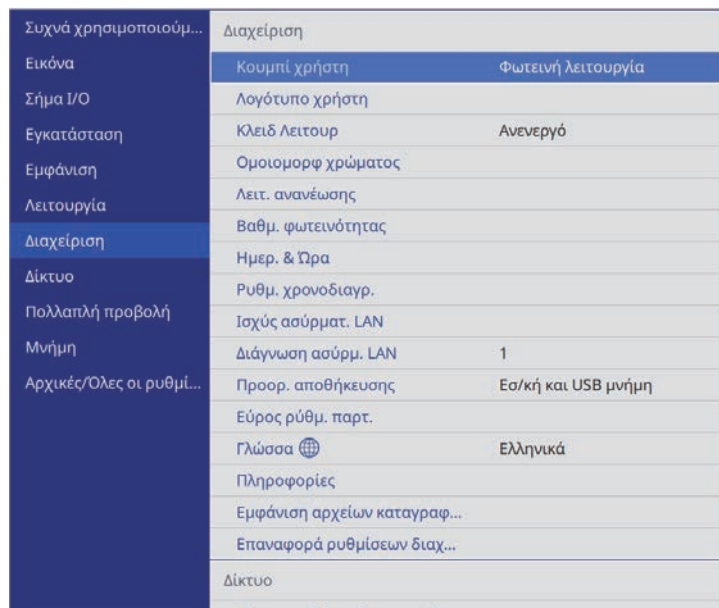 Συχνά χρησιμοποιούμ...
Εικόνα
Σήμα I/O
Εγκατάσταση
Εμφάνιση
Λειτουργία
Διαχείριση
Δίκτυο
Πολλαπλή προβολή
Μνήμη
Αρχικές/Όλες οι ρυθμί...
Διαχείριση
Κουμπί χρήστη Φωτεινή λειτουργία
Λογότυπο χρήστη
Κλειδ Λειτουρ Ανενεργό
Ομοιομορφ χρώματος
Λειτ. ανανέωσης
Βαθμ. φωτεινότητας
Ημερ. & Ώρα
Ρυθμ. χρονοδιαγρ.
Ισχύς ασύρματ. LAN
Διάγνωση ασύρμ. LAN 1
Προορ. αποθήκευσης Εσ/κή και USB μνήμη
Εύρος ρύθμ. παρτ.
Γλώσσα Ελληνικά
Πληροφορίες
Εμφάνιση αρχείων καταγραφ...
Επαναφορά ρυθμίσεων διαχ...
Δίκτυο